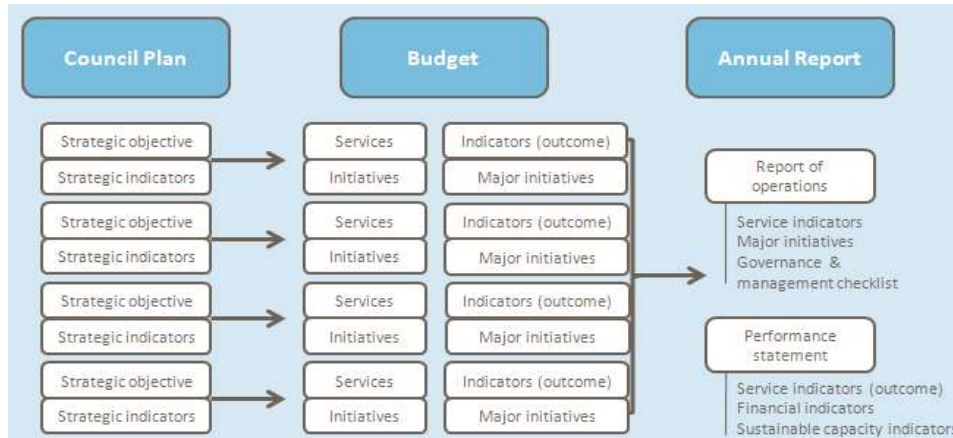 Council Plan
Budget
Annual Report
Strategic objective
Strategic indicators
Services
Initiatives
Indicators (outcome)
Major initiatives
Strategic objective
Strategic indicators
Services
Initiatives
Indicators (outcome)
Major initiatives
Strategic objective
Strategic indicators
Services
Initiatives
Indicators (outcome)
Major initiatives
Strategic objective
Strategic indicators
Services
Initiatives
Indicators (outcome)
Major initiatives
Report of
operations
Service indicators
Major initiatives
Governance &
management checklist
Performance
statement
Service indicators (outcome)
Financial indicators
Sustainable capacity indicators